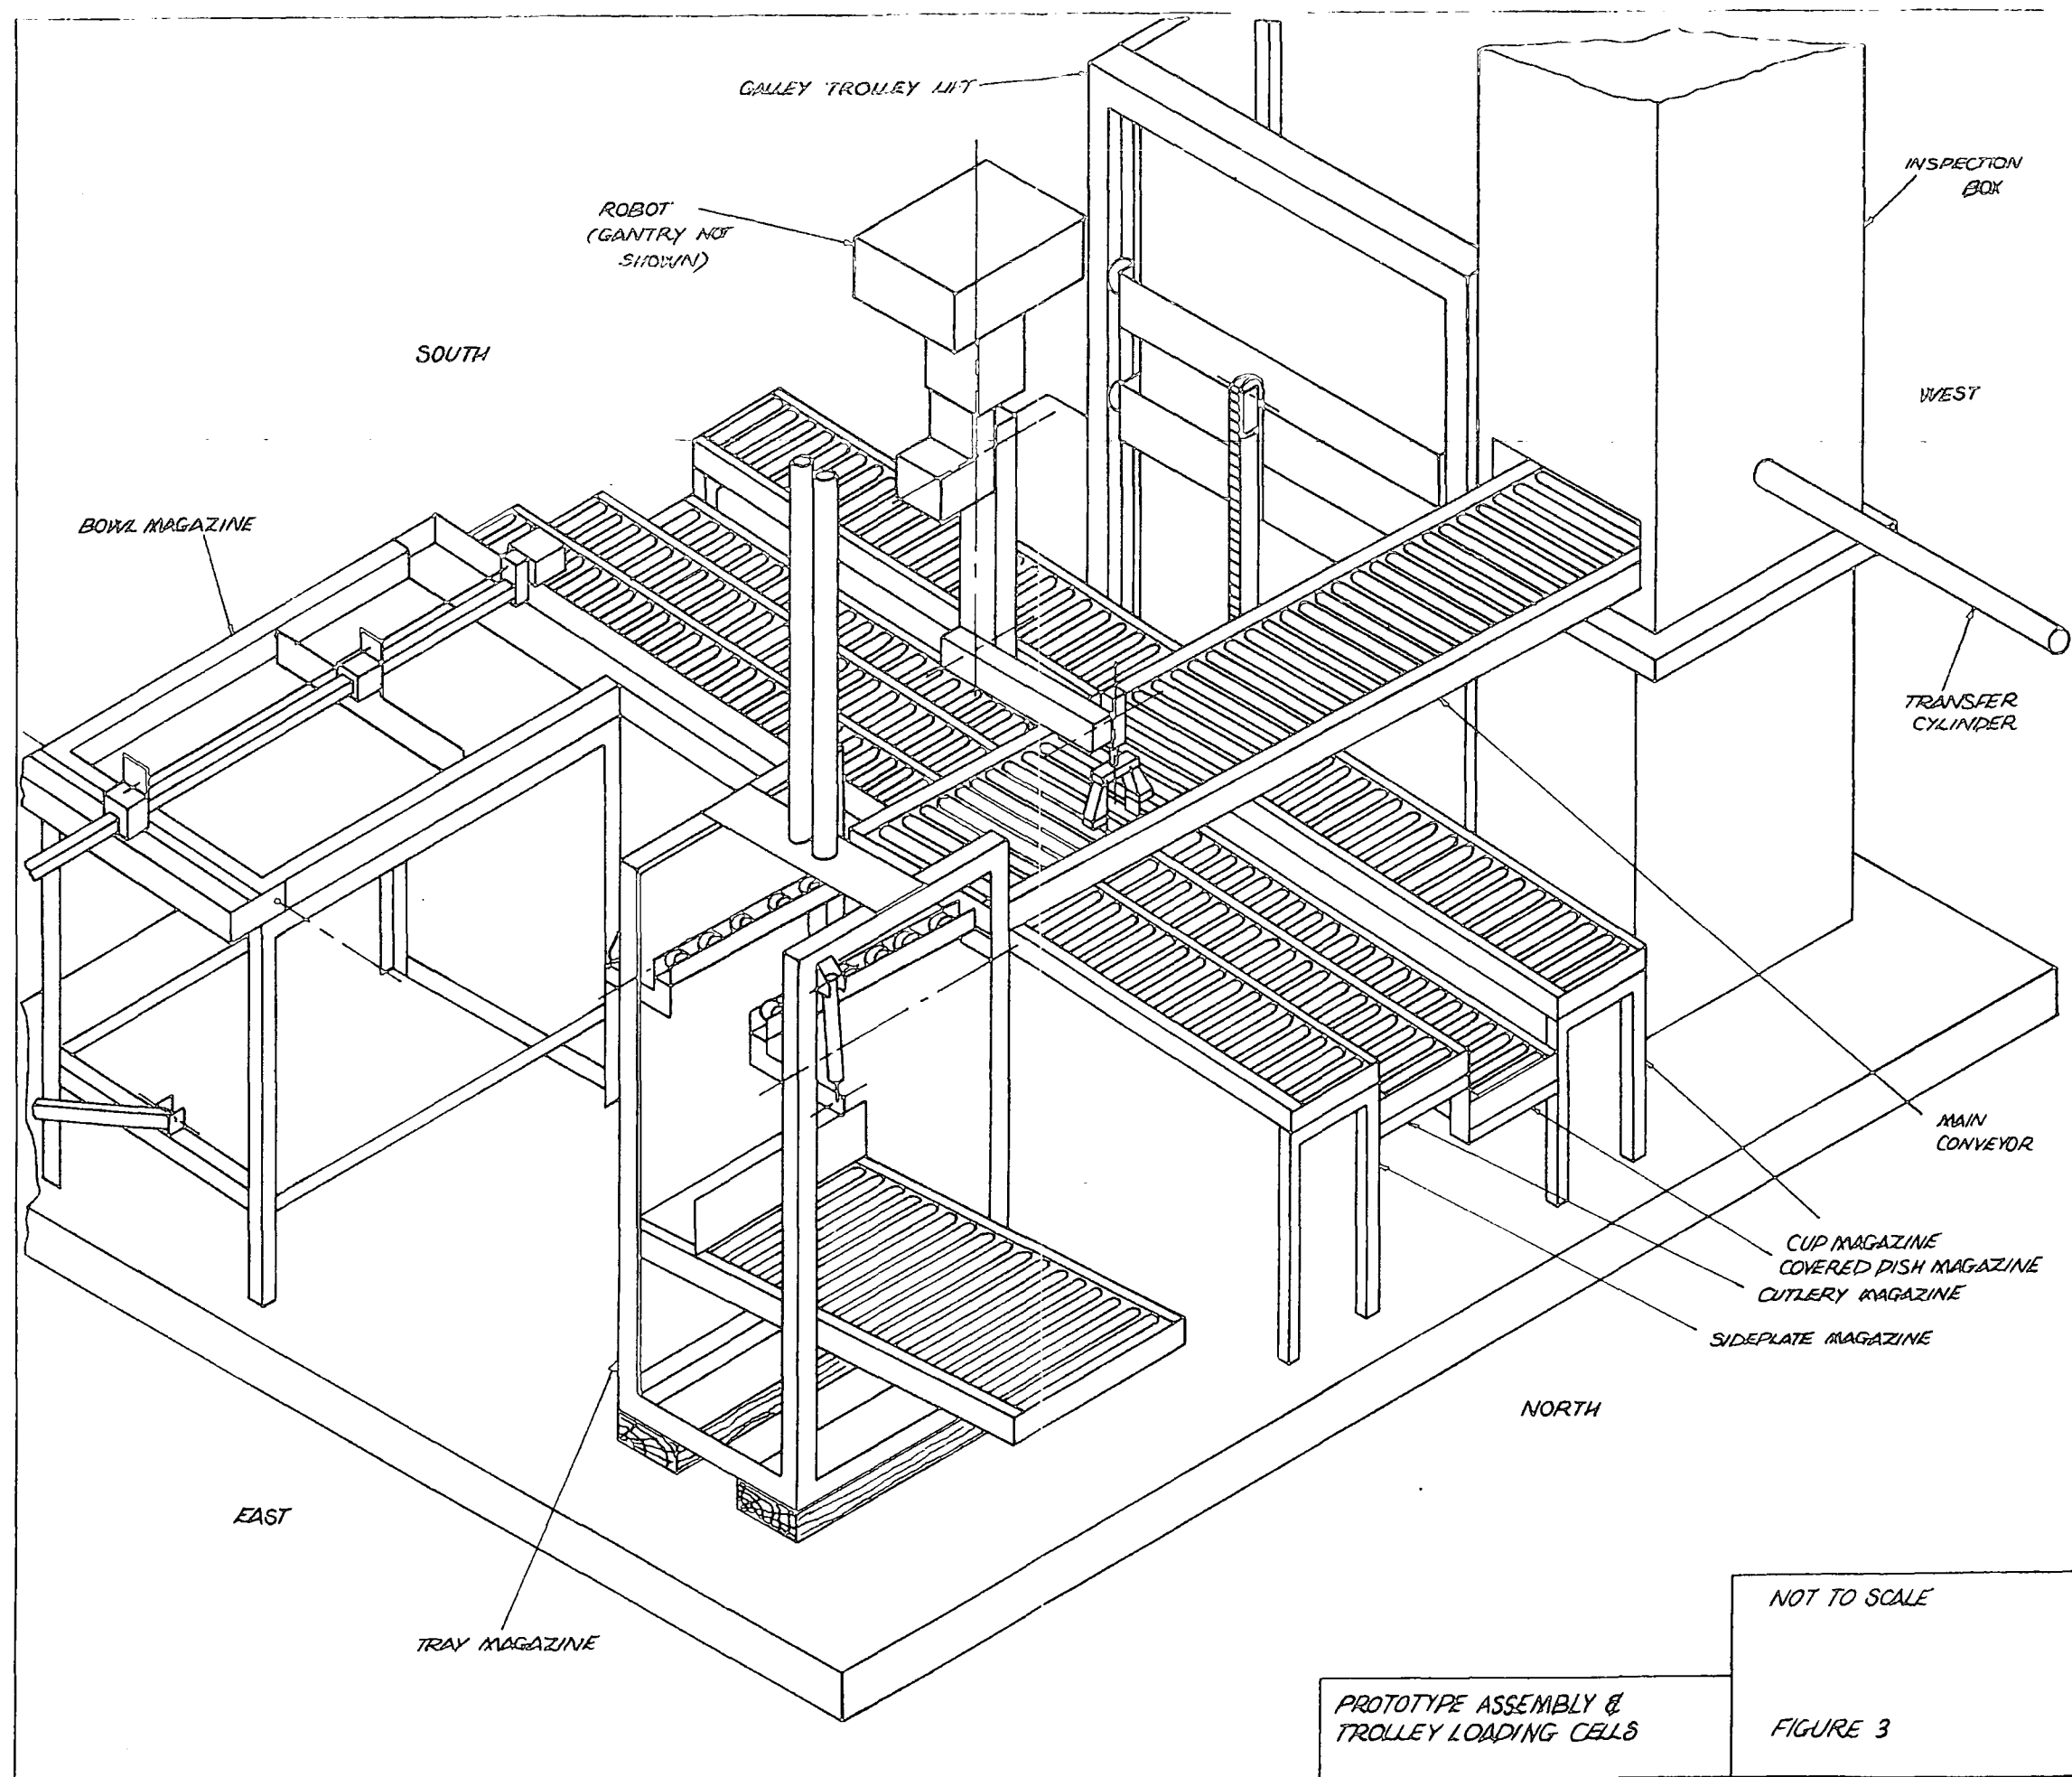 GALLEY TROLLEY LIFT
INSPECTION
BOX
ROBOT
(GANTRY NOT
SHOWN)
SOUTH
WEST
BOWL MAGAZINE
TRANSFER
CYLINDER
MAIN
CONVEYOR
CUP MAGAZINE
COVERED DISH MAGAZINE
CUTLERY MAGAZINE
SIDEPLATE MAGAZINE
NORTH
EAST
TRAY MAGAZINE
NOT TO SCALE
PROTOTYPE ASSEMBLY &
TROLLEY LOADING CELLS
FIGURE 3